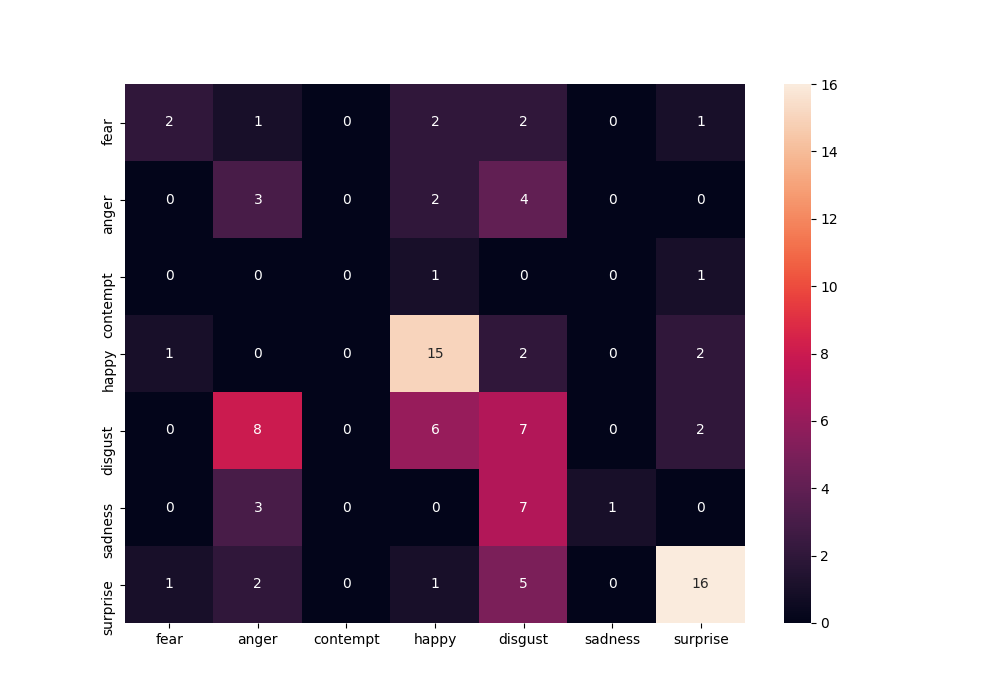 fear 2 1 0 2 2 0 1
anger 0 3 0 2 4 0 0
contempt 0 0 0 1 0 0 1
happy 1 0 0 15 2 0 2
disgust 0 8 0 6 7 0 2
sadness 0 3 0 0 7 1 0
surprise 1 2 0 1 5 0 16
fear anger contempt happy disgust sadness surprise
16
14
12
10
8
6
4
2
0